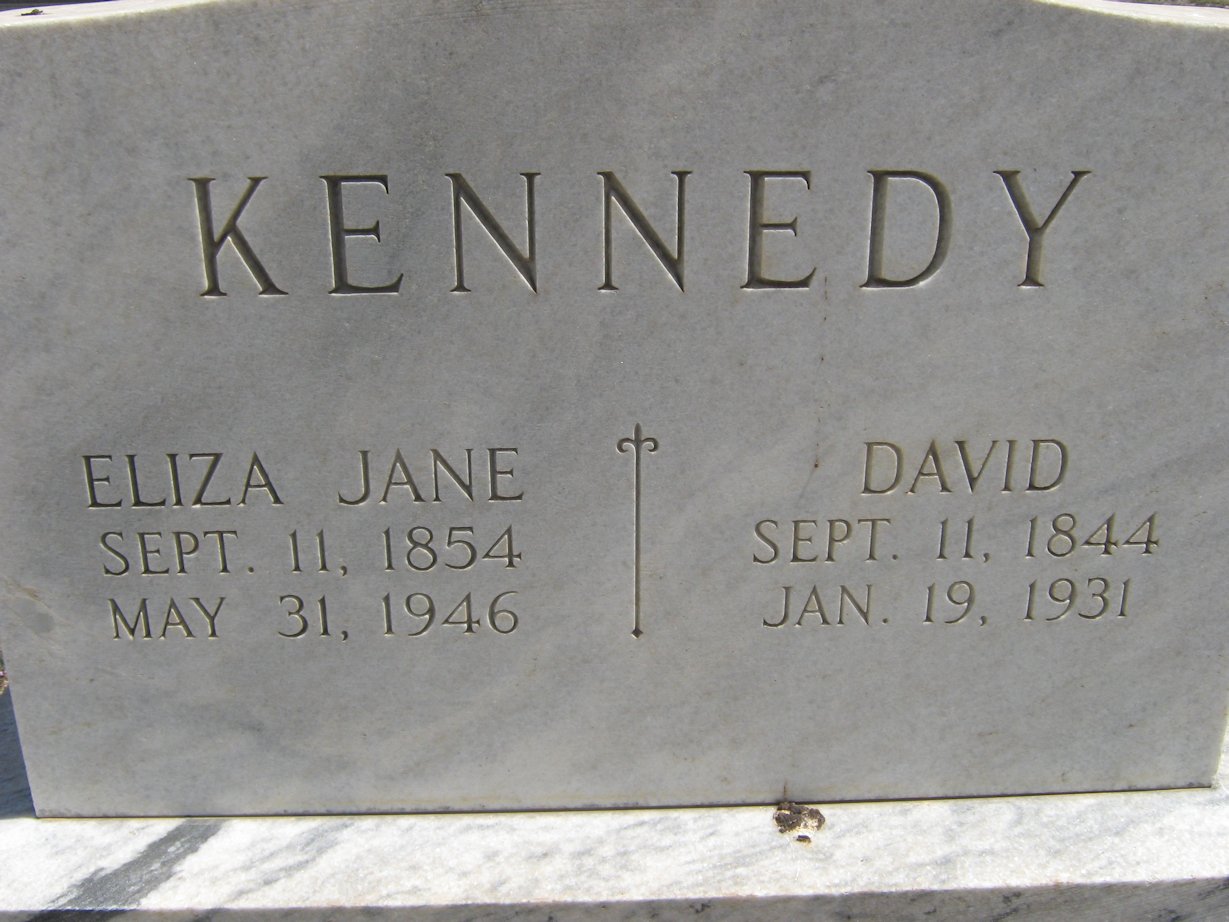 KENNEDY
ELIZA JANE
SEPT. 11, 1854
MAY 31, 1946
DAVID
SEPT. 11, 1844
JAN. 19, 1931